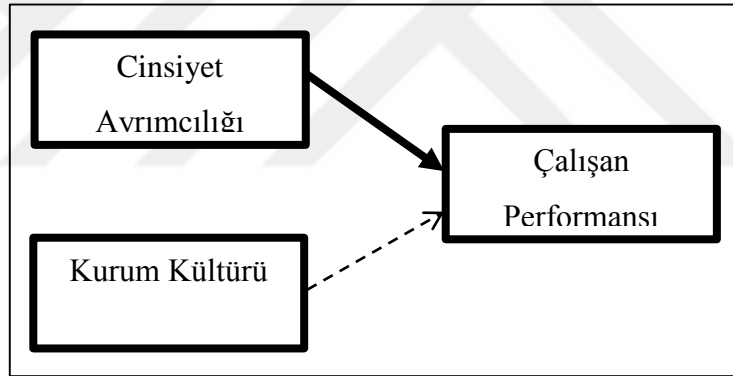 Cinsiyet
Ayrımcılığı
Çalışan
Performansı
Kurum Kültürü